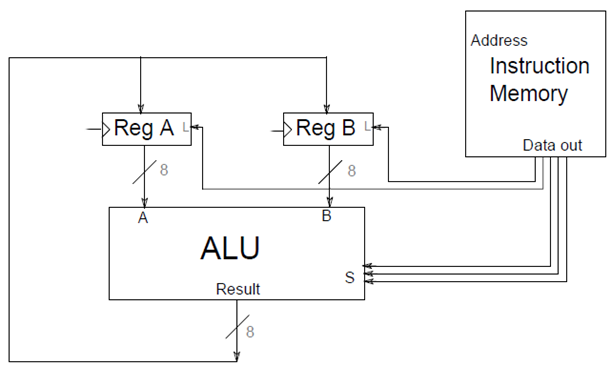 Address
Instruction
Memory
Data out
Reg A L
Reg B L
8
8
A
B
ALU
S
Result
8